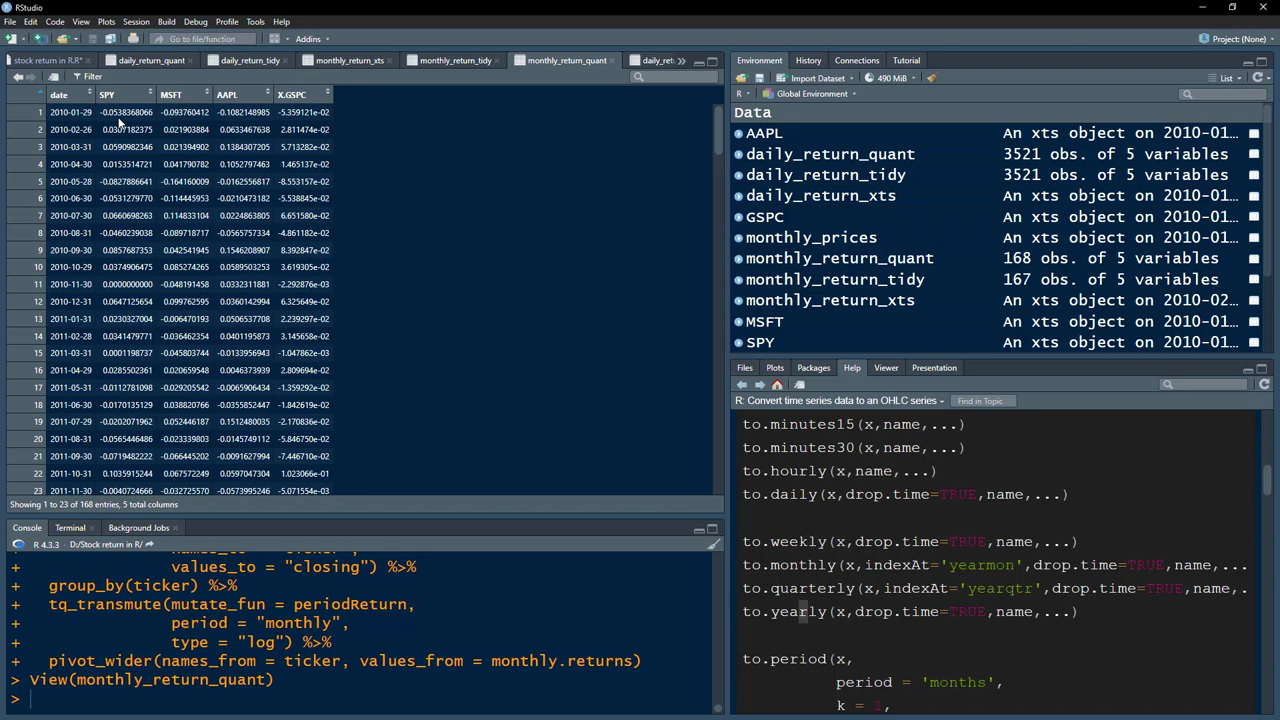 RStudio
File Edit Code View Plots Session Build Debug Profile Tools Help
Go to file/function Addins Project: (None)
stock return in R.R* daily_return_quant daily_return_tidy monthly_return_xts monthly_return_tidy monthly_return_quant daily_ret
Filter
date SPY MSFT AAPL X.GSPC
1 2010-01-29 -0.0538368066 -0.093760412 -0.1082148985 -5.359121e-02
2 2010-02-26 0.0307182375 0.021903884 0.0633467638 2.811474e-02
3 2010-03-31 0.0590982346 0.021394902 0.1384307205 5.713282e-02
4 2010-04-30 0.0153514721 0.041790782 0.1052797463 1.465137e-02
5 2010-05-28 -0.0827886641 -0.164160009 -0.0162556817 -8.553157e-02
6 2010-06-30 -0.0531279770 -0.114445953 -0.0210473182 -5.538845e-02
7 2010-07-30 0.0660698263 0.114833104 0.0224863805 6.651580e-02
8 2010-08-31 -0.0460239038 -0.089718717 -0.0565757334 -4.861182e-02
9 2010-09-30 0.0857687353 0.042541945 0.1546208907 8.392847e-02
10 2010-10-29 0.0374906475 0.085274265 0.0589503253 3.619305e-02
11 2010-11-30 0.0000000000 -0.048191458 0.0332311881 -2.292876e-03
12 2010-12-31 0.0647125654 0.099762595 0.0360142994 6.325649e-02
13 2011-01-31 0.0230327004 -0.006470193 0.0506537708 2.239297e-02
14 2011-02-28 0.0341479771 -0.036462354 0.0401195873 3.145658e-02
15 2011-03-31 0.0001198737 -0.045803744 -0.0133956943 -1.047862e-03
16 2011-04-29 0.0285502361 0.020659548 0.0046373939 2.809694e-02
17 2011-05-31 -0.0112781098 -0.029205542 -0.0065906434 -1.359292e-02
18 2011-06-30 -0.0170135129 0.038820766 -0.0355852447 -1.842619e-02
19 2011-07-29 -0.0202071962 0.052446187 0.1512480035 -2.170836e-02
20 2011-08-31 -0.0565446486 -0.023339803 -0.0145749112 -5.846750e-02
21 2011-09-30 -0.0719482222 -0.066445202 -0.0091627148 -7.446710e-02
22 2011-10-31 0.1035915244 0.067572249 0.0597047304 1.023066e-01
23 2011-11-30 -0.0040724666 -0.032725570 -0.0573995246 -5.071554e-03
Showing 1 to 23 of 168 entries, 5 total columns
Console Terminal Background Jobs
R 4.3.3 D:/Stock return in R/
+ values_to = "closing") %>%
+ group_by(ticker) %>%
+ tq_transmute(mutate_fun = periodReturn,
+ period = "monthly",
+ type = "log") %>%
+ pivot_wider(names_from = ticker, values_from = monthly.returns)
> View(monthly_return_quant)
>
Environment History Connections Tutorial
Import Dataset 490 MiB List
R Global Environment
Data
AAPL An xts object on 2010-01…
daily_return_quant 3521 obs. of 5 variables
daily_return_tidy 3521 obs. of 5 variables
daily_return_xts An xts object on 2010-01…
GSPC An xts object on 2010-01…
monthly_prices An xts object on 2010-01…
monthly_return_quant 168 obs. of 5 variables
monthly_return_tidy 167 obs. of 5 variables
monthly_return_xts An xts object on 2010-02…
MSFT An xts object on 2010-01…
SPY An xts object on 2010-01…
Files Plots Packages Help Viewer Presentation
R: Convert time series data to an OHLC series Find in Topic
to.minutes15(x,name,...)
to.minutes30(x,name,...)
to.hourly(x,name,...)
to.daily(x,drop.time=TRUE,name,...)
to.weekly(x,drop.time=TRUE,name,...)
to.monthly(x,indexAt='yearmon',drop.time=TRUE,name,...
to.quarterly(x,indexAt='yearqtr',drop.time=TRUE,name,.
to.yearly(x,drop.time=TRUE,name,...)
to.period(x,
period = 'months',
k = 1,